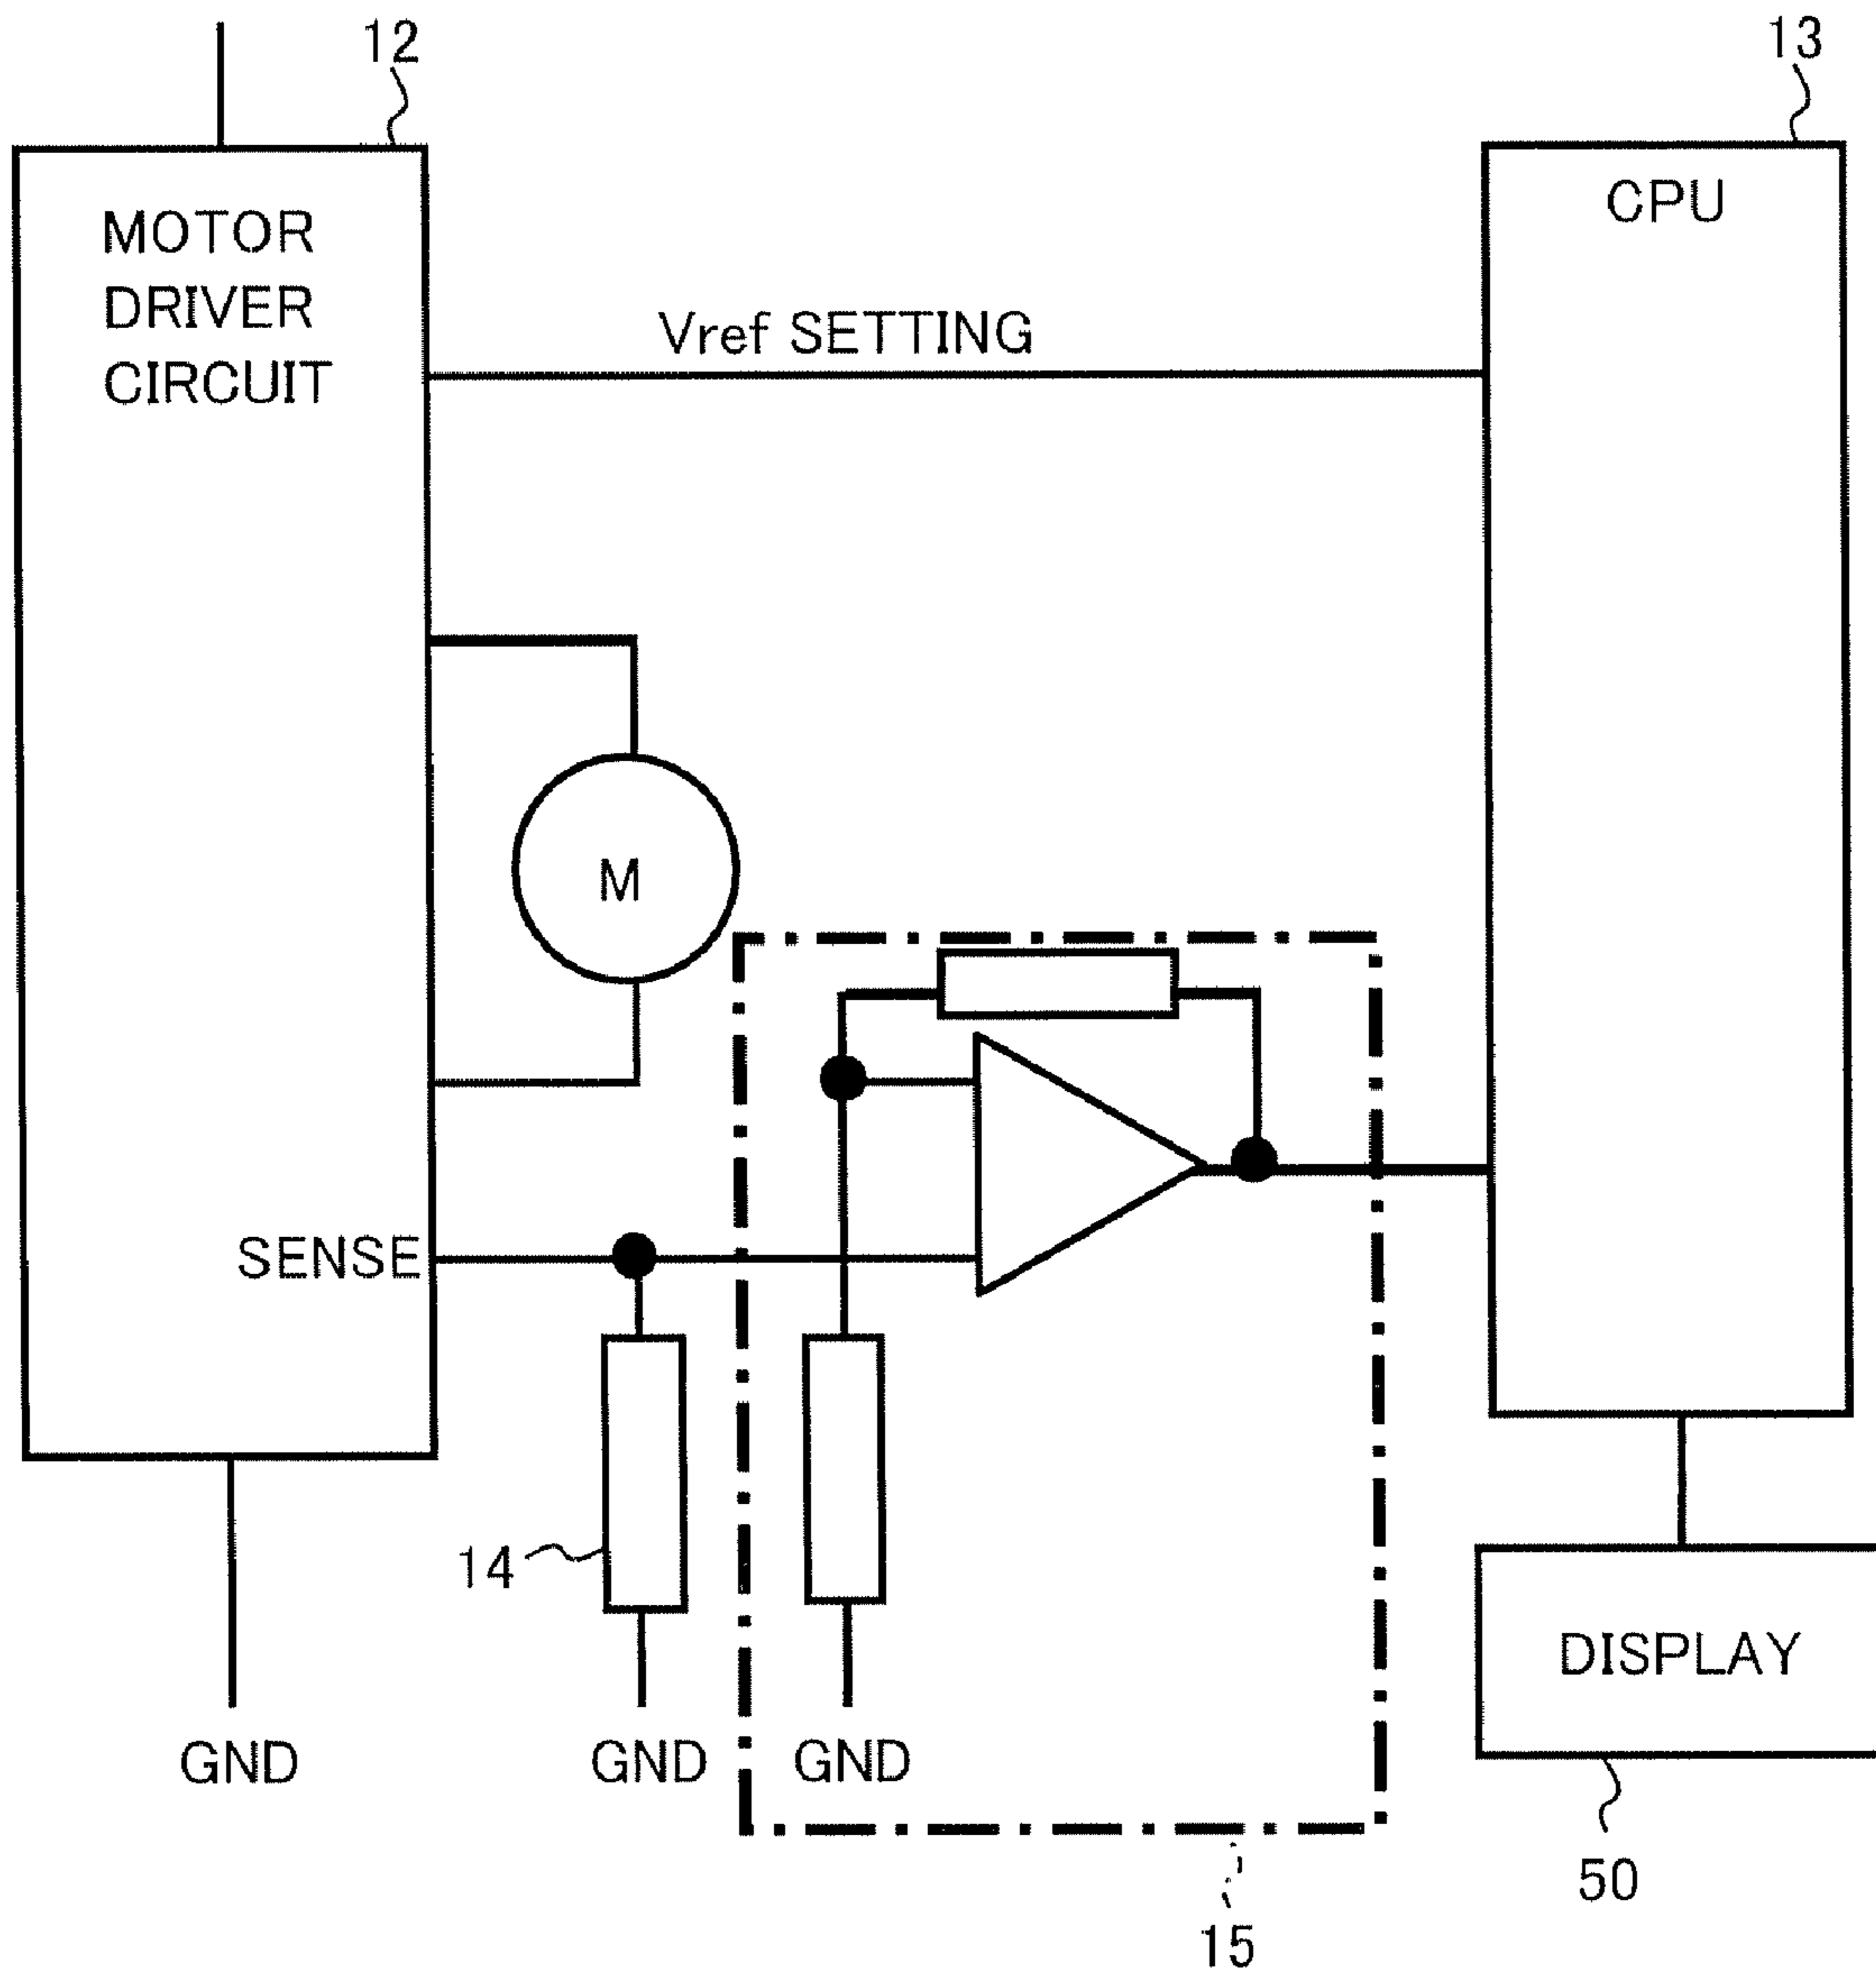 12
13
MOTOR
DRIVER
CIRCUIT
CPU
Vref SETTING
M
SENSE
14
DISPLAY
GND
GND
GND
50
15